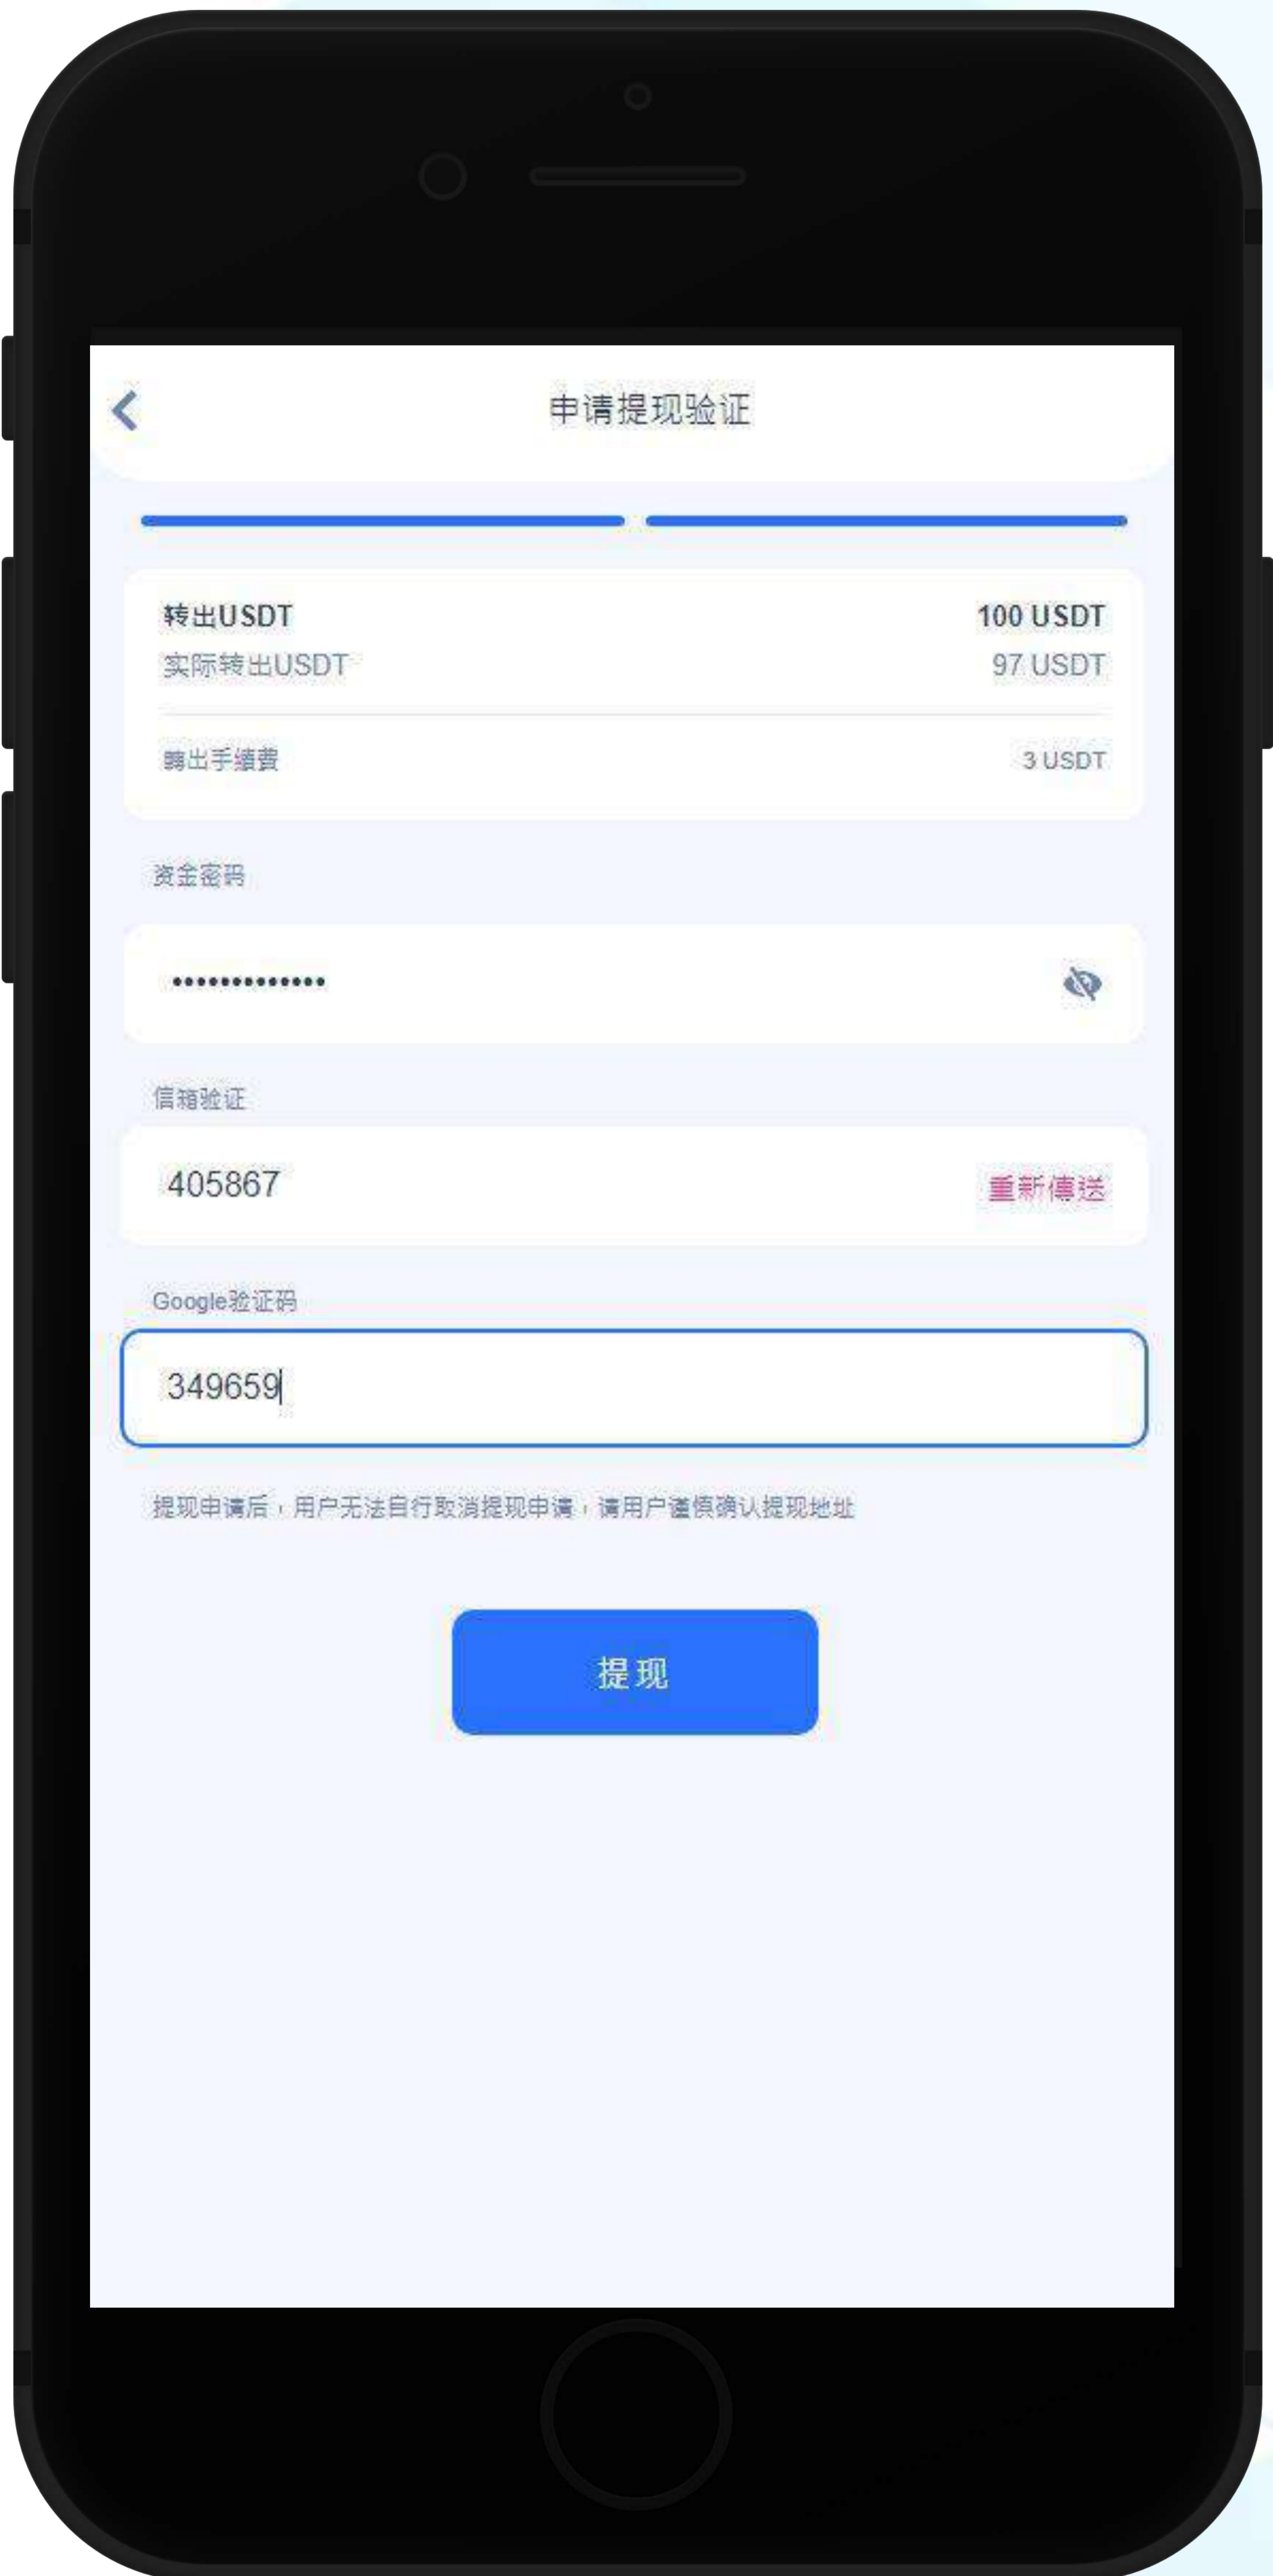 申请提现验证
转出USDT 100 USDT
实际转出USDT 97 USDT
轉出手續費 3 USDT
资金密码
•••••••••••••
信箱验证
405867 重新傳送
Google验证码
349659
提现申请后，用户无法自行取消提现申请，请用户谨慎确认提现地址
提现